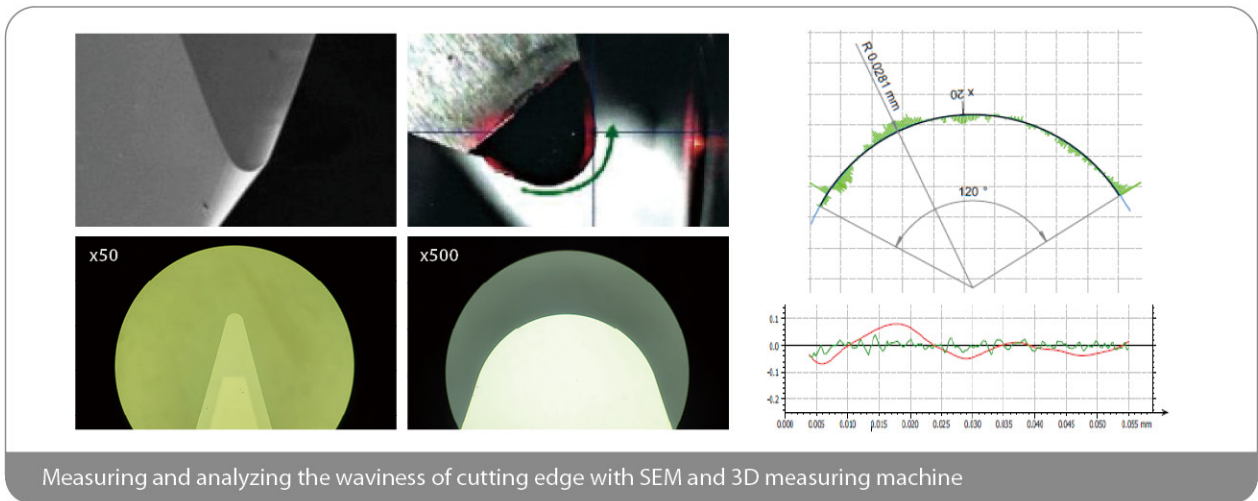 x50
x500
R 0.0281 mm
x 20
120 °
0.1
0.0
-0.1
-0.2
0.000 0.005 0.010 0.015 0.020 0.025 0.030 0.035 0.040 0.045 0.050 0.055 mm
Measuring and analyzing the waviness of cutting edge with SEM and 3D measuring machine